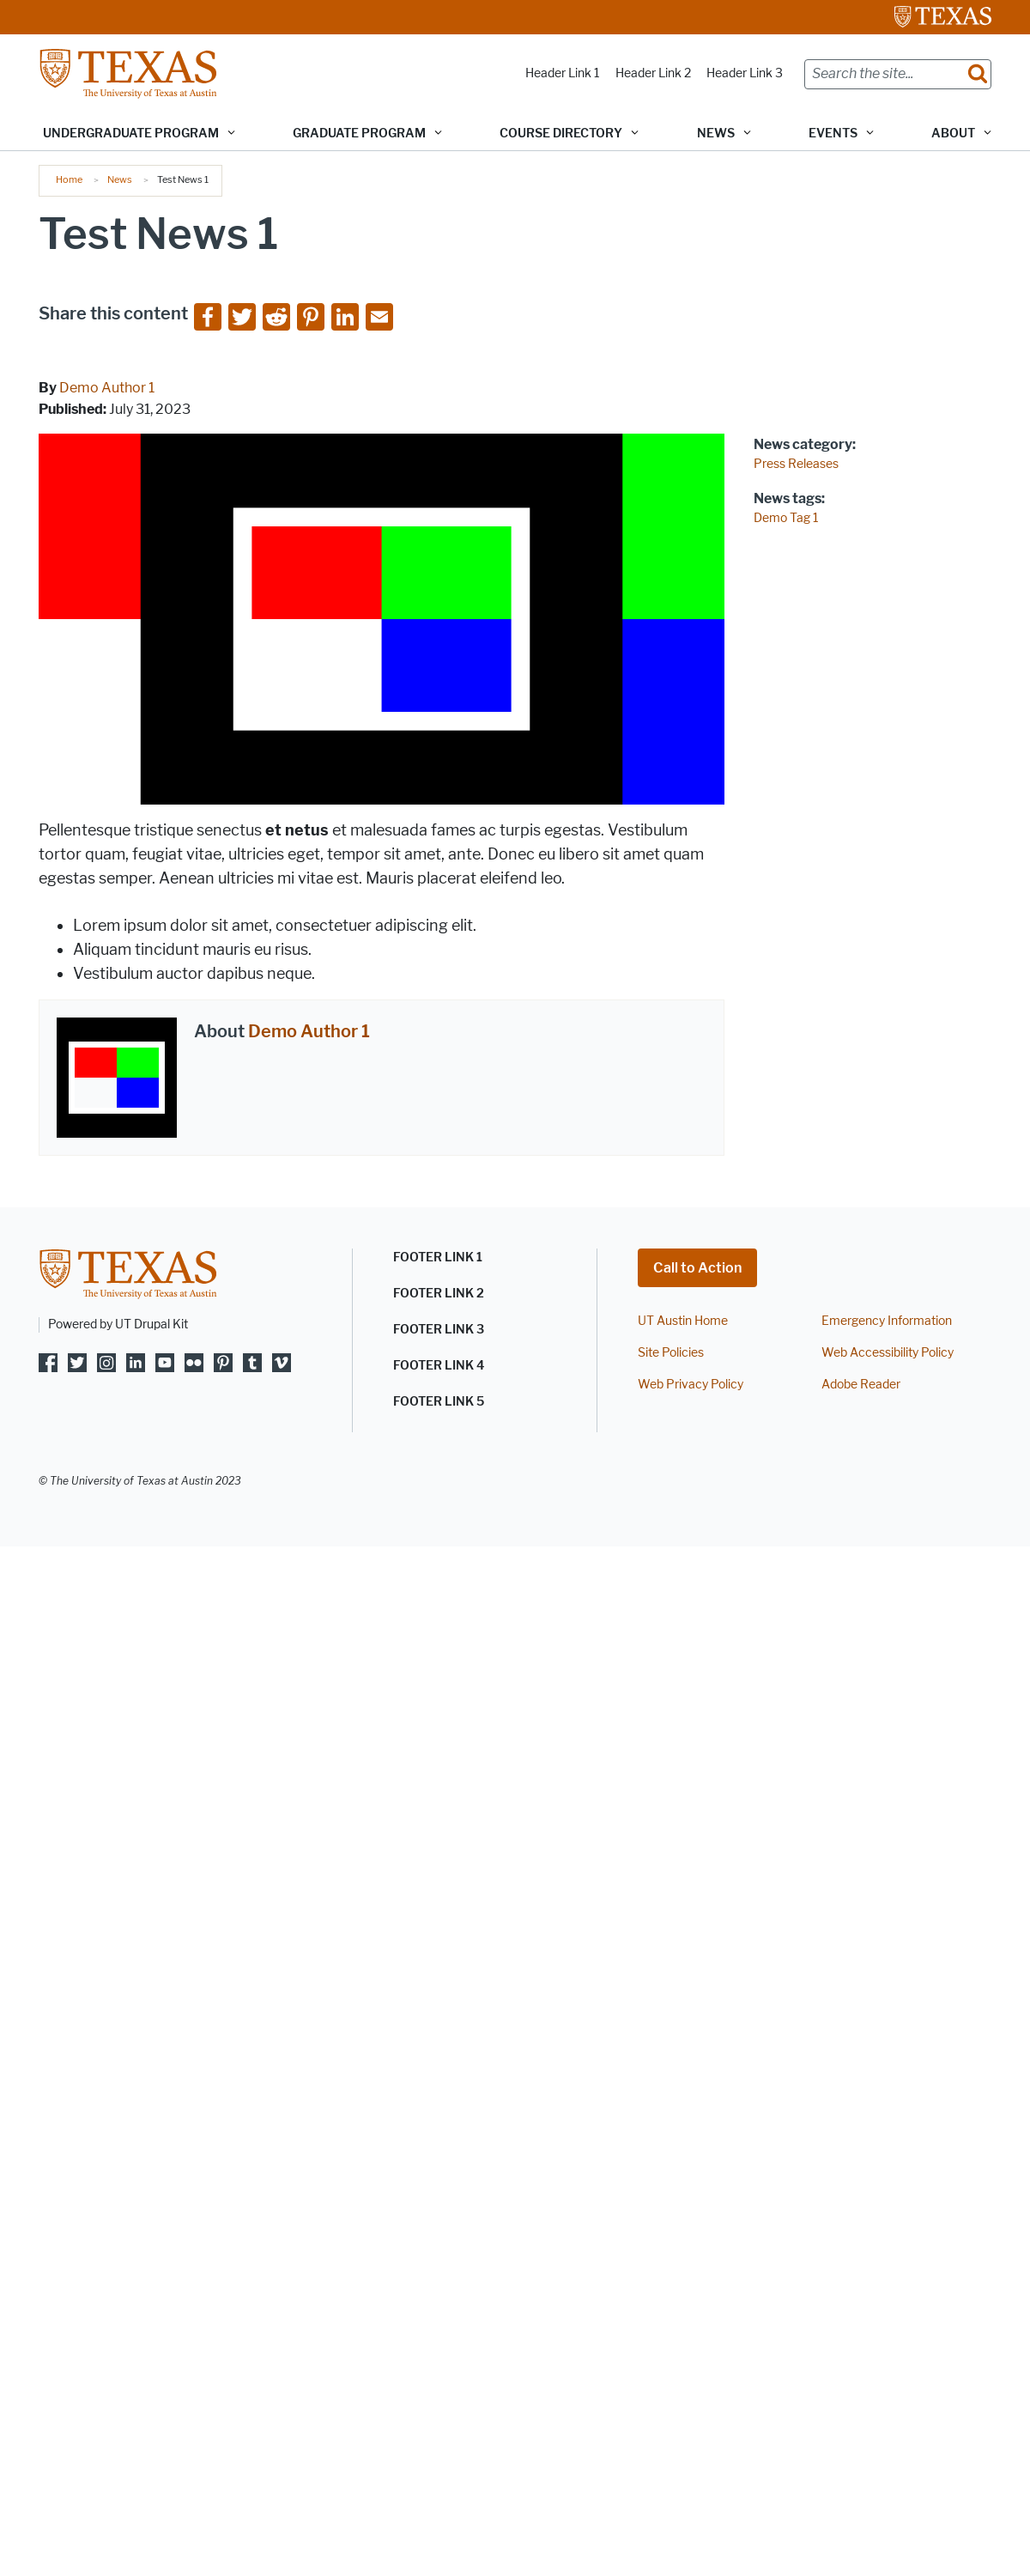 TEXAS
TEXAS
The University of Texas at Austin
Header Link 1 Header Link 2 Header Link 3 Search the site...
UNDERGRADUATE PROGRAM GRADUATE PROGRAM COURSE DIRECTORY NEWS EVENTS ABOUT
Home > News > Test News 1
Test News 1
Share this content
By Demo Author 1
Published: July 31, 2023
News category:
Press Releases
News tags:
Demo Tag 1
Pellentesque tristique senectus et netus et malesuada fames ac turpis egestas. Vestibulum
tortor quam, feugiat vitae, ultricies eget, tempor sit amet, ante. Donec eu libero sit amet quam
egestas semper. Aenean ultricies mi vitae est. Mauris placerat eleifend leo.
• Lorem ipsum dolor sit amet, consectetuer adipiscing elit.
• Aliquam tincidunt mauris eu risus.
• Vestibulum auctor dapibus neque.
About Demo Author 1
TEXAS
The University of Texas at Austin
Powered by UT Drupal Kit
FOOTER LINK 1
FOOTER LINK 2
FOOTER LINK 3
FOOTER LINK 4
FOOTER LINK 5
Call to Action
UT Austin Home Emergency Information
Site Policies Web Accessibility Policy
Web Privacy Policy Adobe Reader
© The University of Texas at Austin 2023